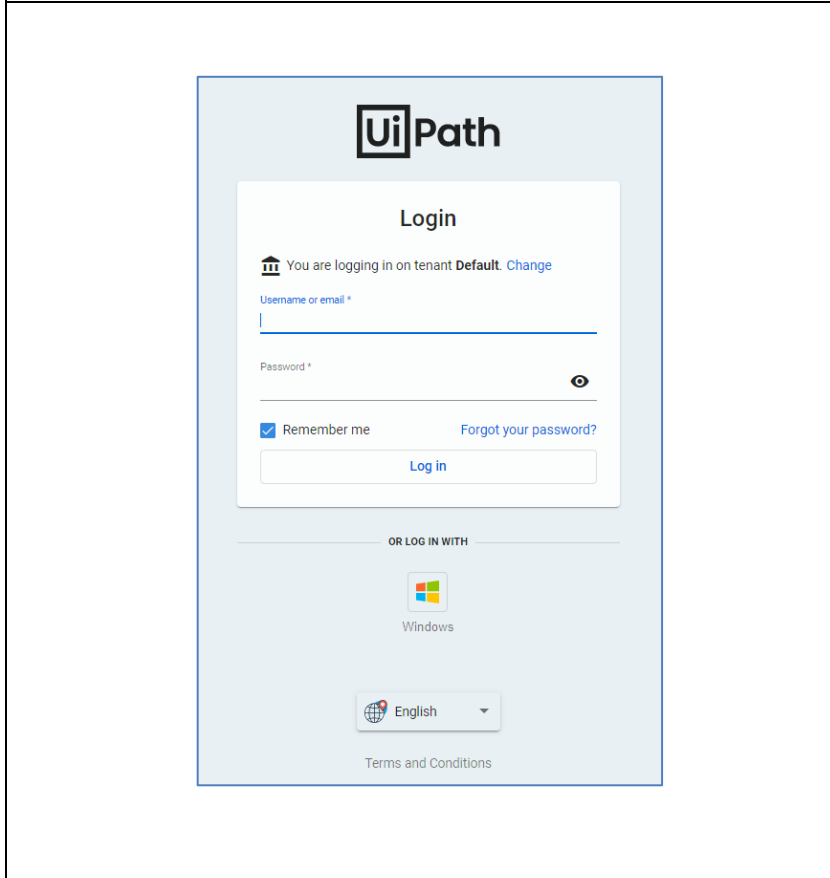 UiPath
Login
You are logging in on tenant Default. Change
Username or email *
Password *
Remember me Forgot your password?
Log in
OR LOG IN WITH
Windows
English
Terms and Conditions